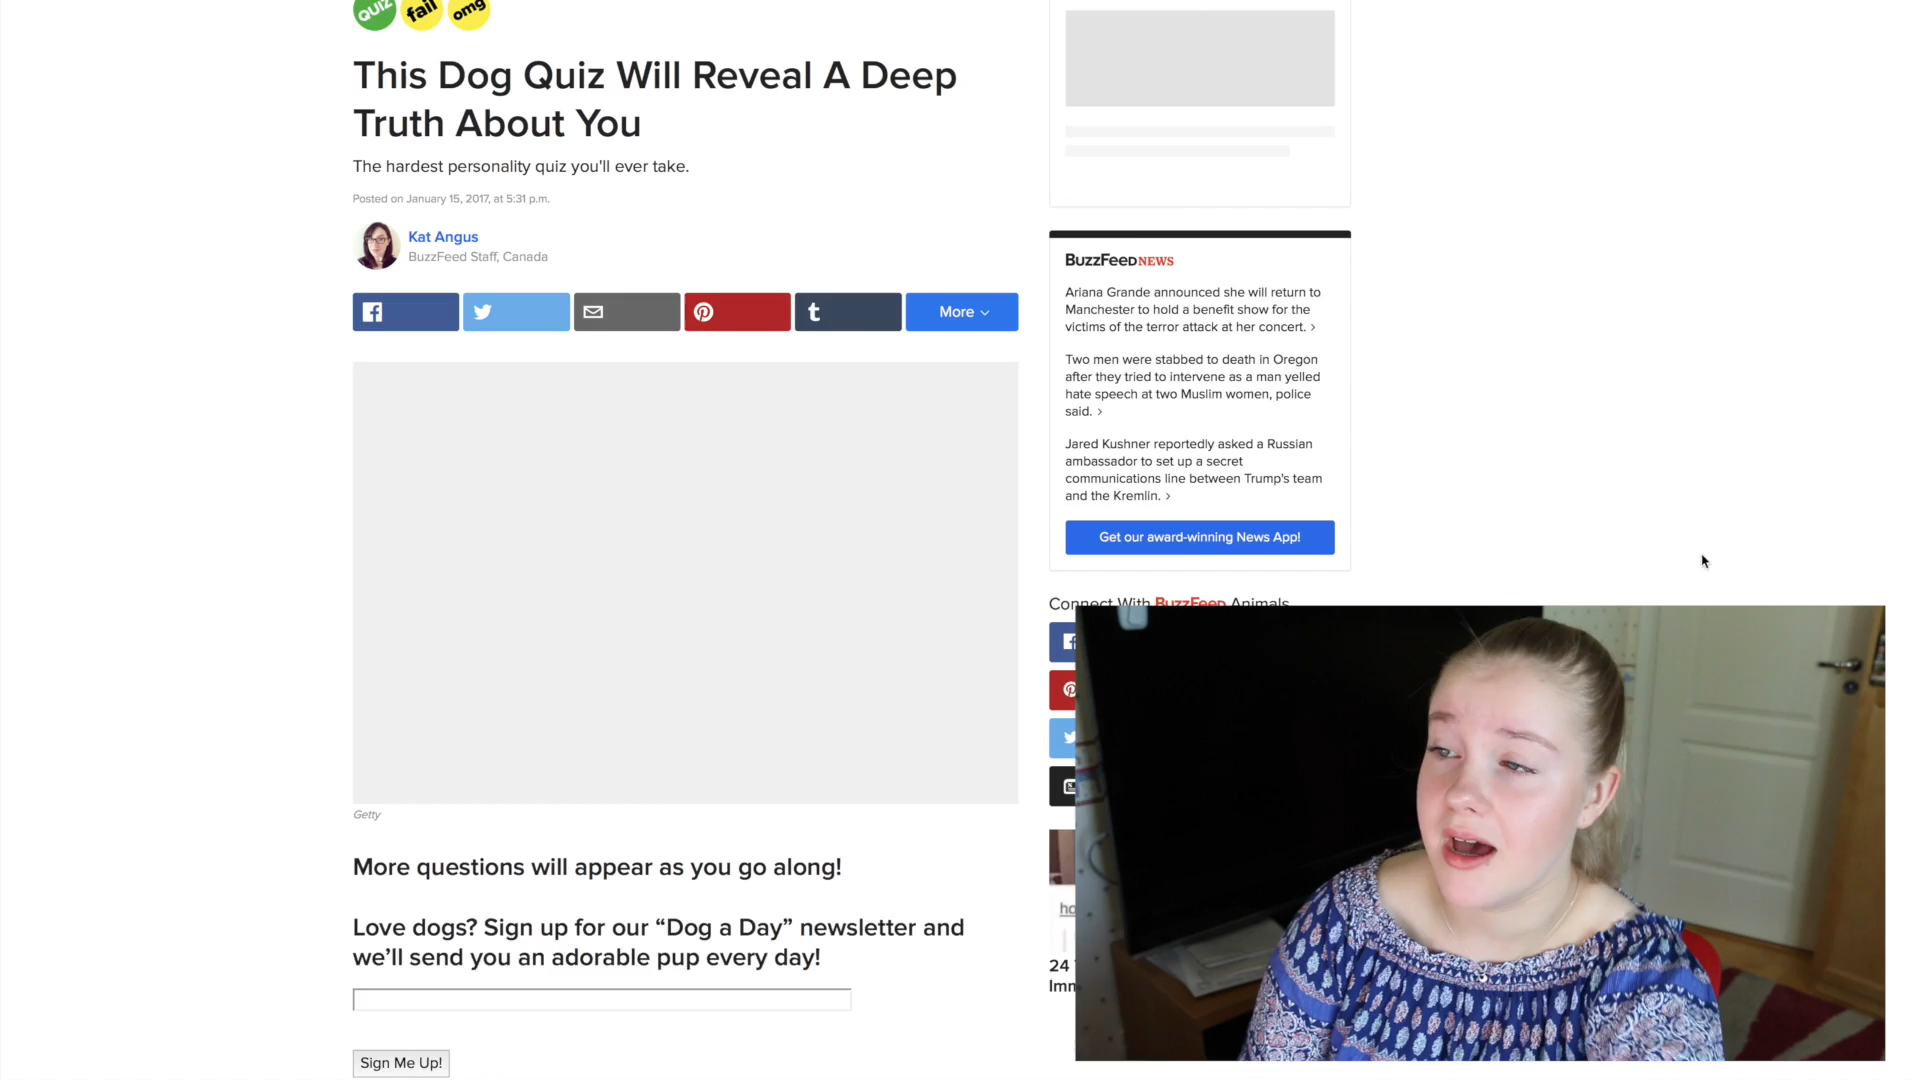 QUIZ fail omg
This Dog Quiz Will Reveal A Deep
Truth About You
The hardest personality quiz you'll ever take.
Posted on January 15, 2017, at 5:31 p.m.
Kat Angus
BuzzFeed Staff, Canada
More
Getty
More questions will appear as you go along!
Love dogs? Sign up for our “Dog a Day” newsletter and
we’ll send you an adorable pup every day!
Sign Me Up!
BuzzFeed NEWS
Ariana Grande announced she will return to
Manchester to hold a benefit show for the
victims of the terror attack at her concert. >
Two men were stabbed to death in Oregon
after they tried to intervene as a man yelled
hate speech at two Muslim women, police
said. >
Jared Kushner reportedly asked a Russian
ambassador to set up a secret
communications line between Trump's team
and the Kremlin. >
Get our award-winning News App!
Connect With BuzzFeed Animals
24